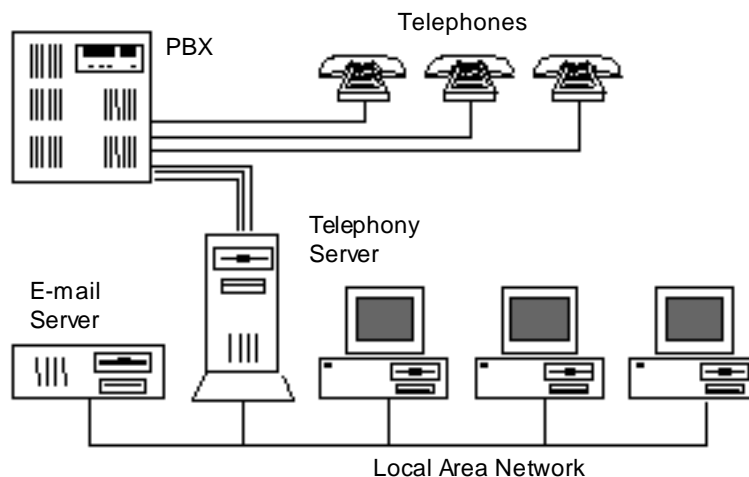 Telephones
PBX
Telephony
Server
E-mail
Server
Local Area Network